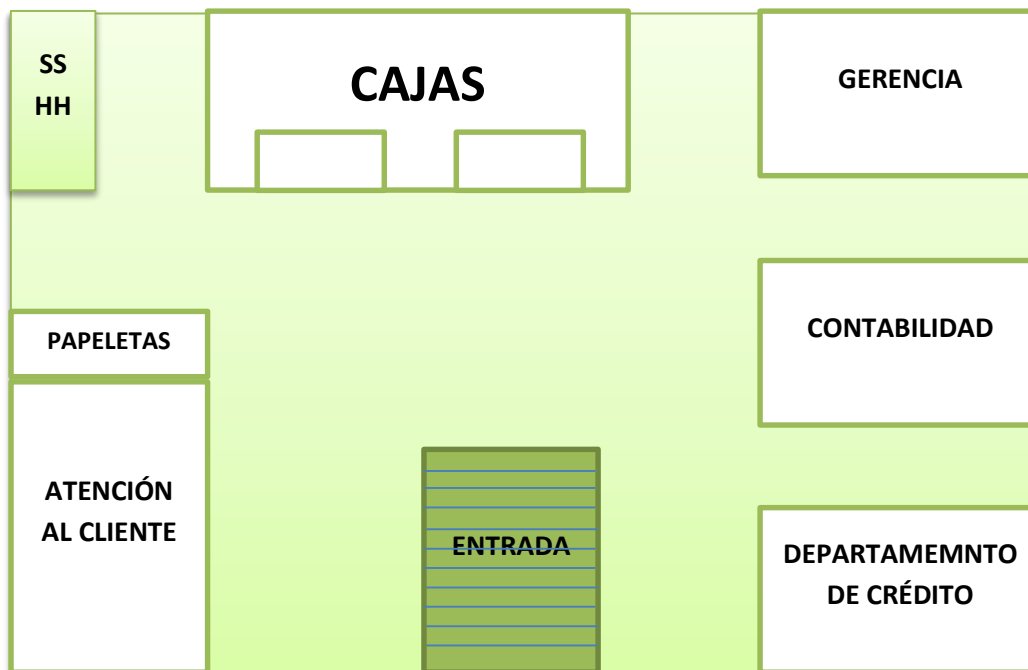 SS
HH
CAJAS
GERENCIA
PAPELETAS
CONTABILIDAD
ATENCIÓN
AL CLIENTE
ENTRADA
DEPARTAMEMNTO
DE CRÉDITO